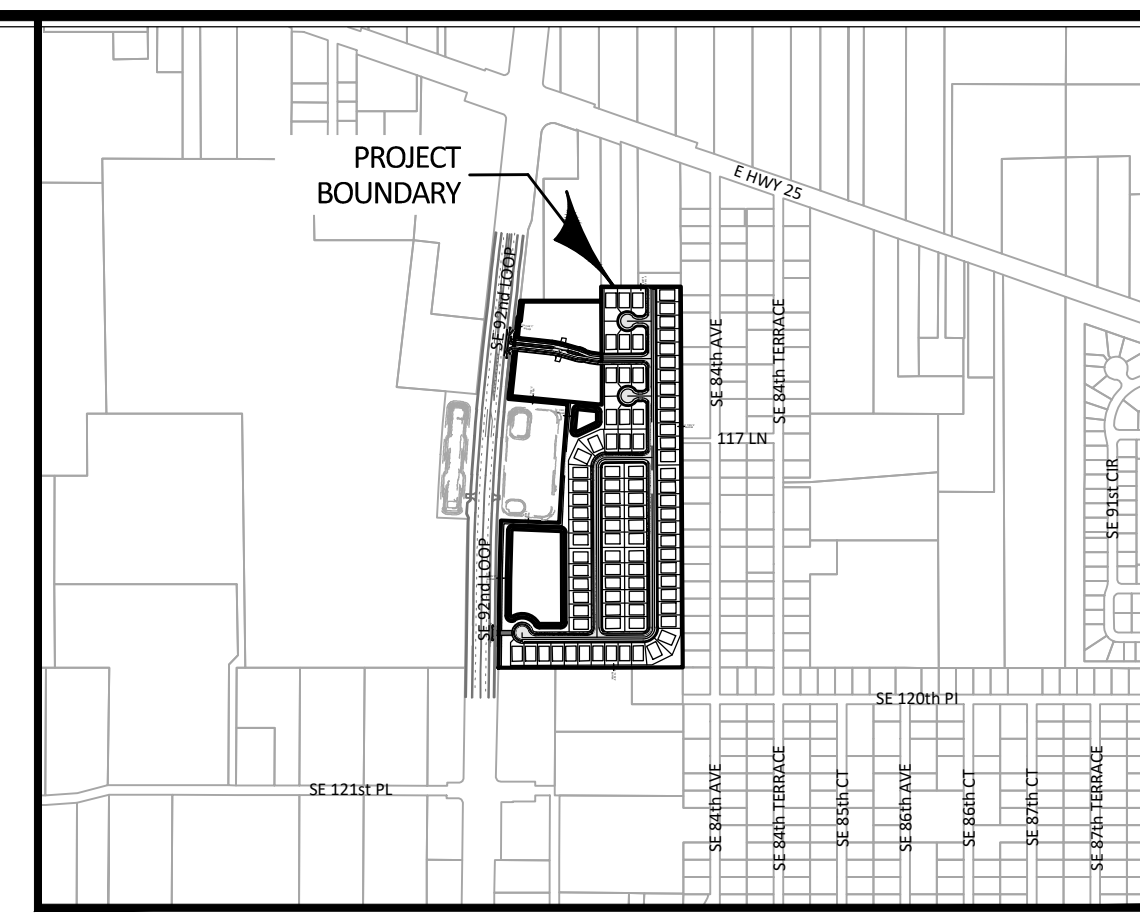 PROJECT
BOUNDARY
E HWY 25
SE 92nd LOOP
SE 84th AVE
SE 84th TERRACE
117 LN
SE 91st CIR
SE 92nd LOOP
SE 120th Pl
SE 121st PL
SE 84th AVE
SE 84th TERRACE
SE 85th CT
SE 86th AVE
SE 86th CT
SE 87th CT
SE 87th TERRACE